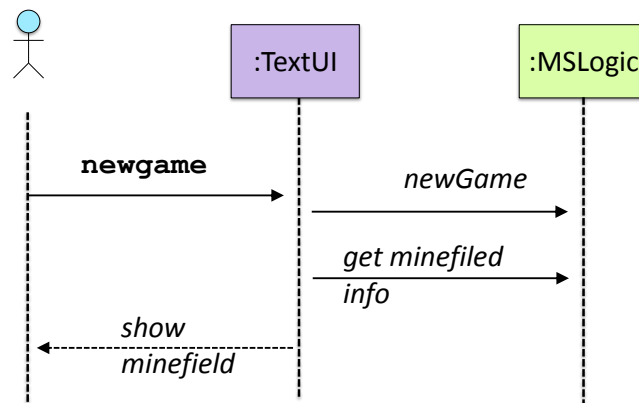 :TextUI
:MSLogic
newgame
newGame
get minefiled
info
show
minefield